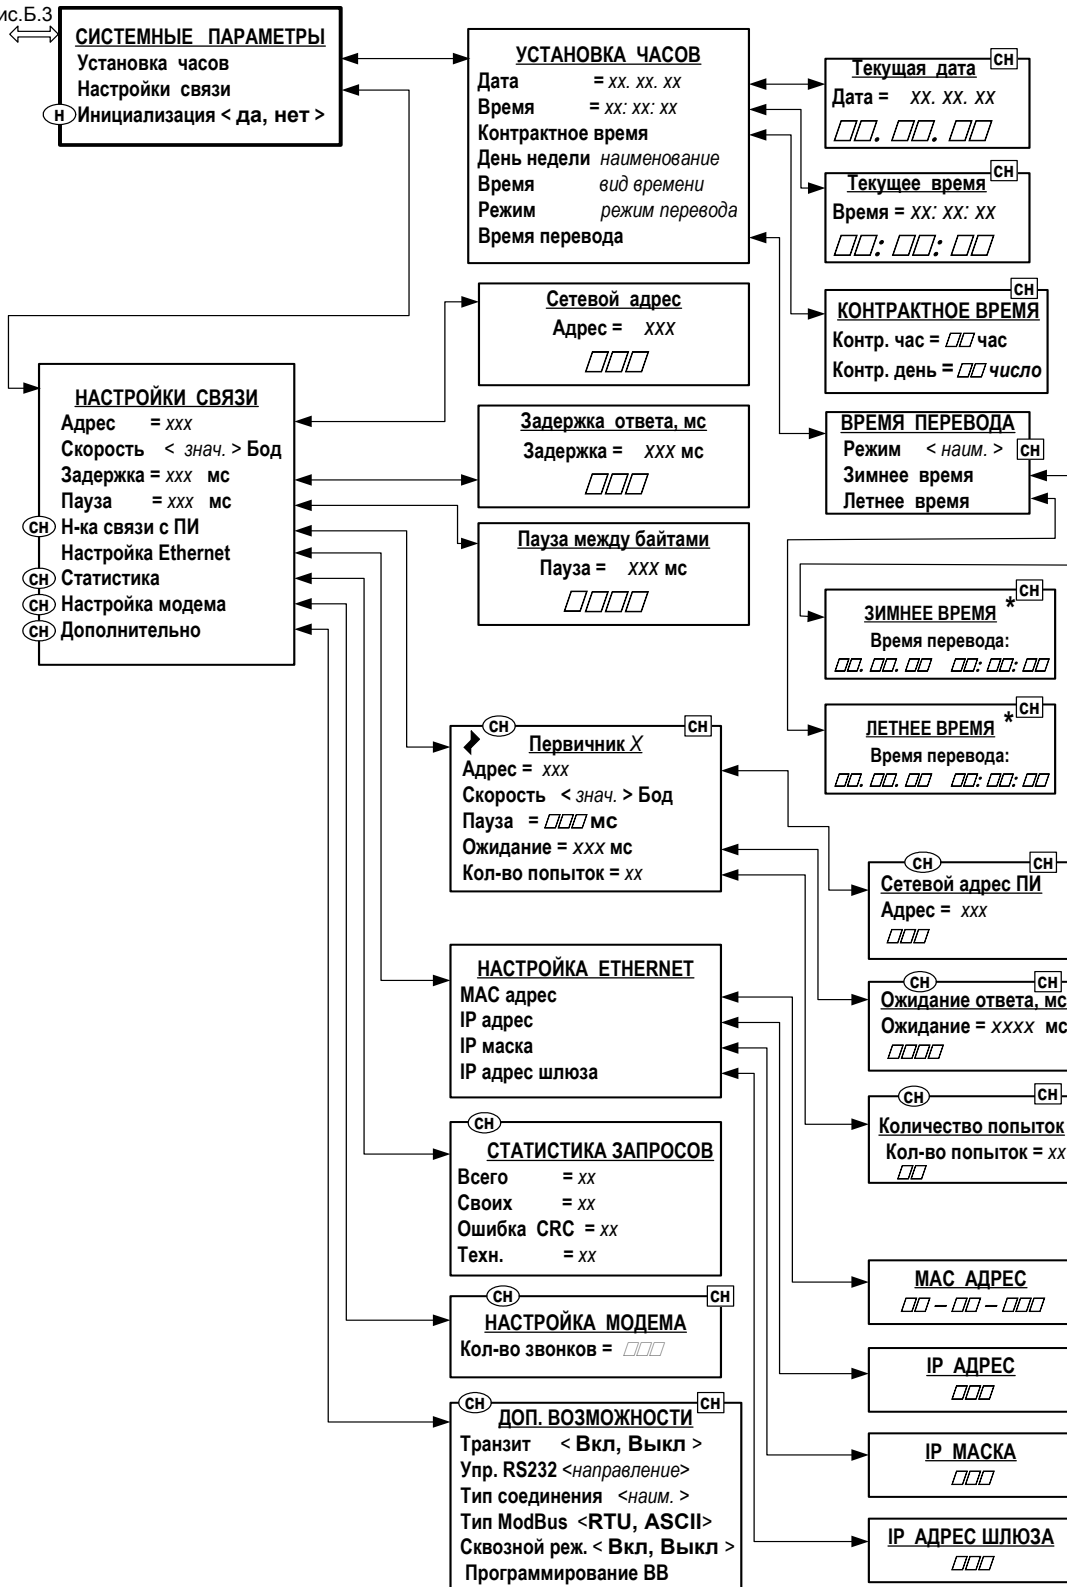 ис.Б.3
СИСТЕМНЫЕ ПАРАМЕТРЫ
Установка часов
Настройки связи
Н Инициализация < да, нет >
УСТАНОВКА ЧАСОВ
Дата = xx. xx. xx
Время = xx: xx: xx
Контрактное время
День недели наименование
Время вид времени
Режим режим перевода
Время перевода
СН
Текущая дата
Дата = xx. xx. xx
СН
Текущее время
Время = xx: xx: xx
СН
КОНТРАКТНОЕ ВРЕМЯ
Контр. час = час
Контр. день = число
ВРЕМЯ ПЕРЕВОДА
Режим < наим. > СН
Зимнее время
Летнее время
СН
ЗИМНЕЕ ВРЕМЯ *
Время перевода:
СН
ЛЕТНЕЕ ВРЕМЯ *
Время перевода:
Сетевой адрес
Адрес = xxx
Задержка ответа, мс
Задержка = xxx мс
Пауза между байтами
Пауза = xxx мс
НАСТРОЙКИ СВЯЗИ
Адрес = xxx
Скорость < знач. > Бод
Задержка = xxx мс
Пауза = xxx мс
СН Н-ка связи с ПИ
Настройка Ethernet
СН Статистика
СН Настройка модема
СН Дополнительно
СН СН
Первичник X
Адрес = xxx
Скорость < знач. > Бод
Пауза = мс
Ожидание = xxx мс
Кол-во попыток = xx
СН СН
Сетевой адрес ПИ
Адрес = xxx
СН СН
Ожидание ответа, мс
Ожидание = xxxx мс
СН СН
Количество попыток
Кол-во попыток = xx
НАСТРОЙКА ETHERNET
MAC адрес
IP адрес
IP маска
IP адрес шлюза
СН
СТАТИСТИКА ЗАПРОСОВ
Всего = xx
Своих = xx
Ошибка CRC = xx
Техн. = xx
СН СН
НАСТРОЙКА МОДЕМА
Кол-во звонков =
СН СН
ДОП. ВОЗМОЖНОСТИ
Транзит < Вкл, Выкл >
Упр. RS232 <направление>
Тип соединения <наим. >
Тип ModBus <RTU, ASCII>
Сквозной реж. < Вкл, Выкл >
Программирование ВВ
MAC АДРЕС
– –
IP АДРЕС
IP МАСКА
IP АДРЕС ШЛЮЗА